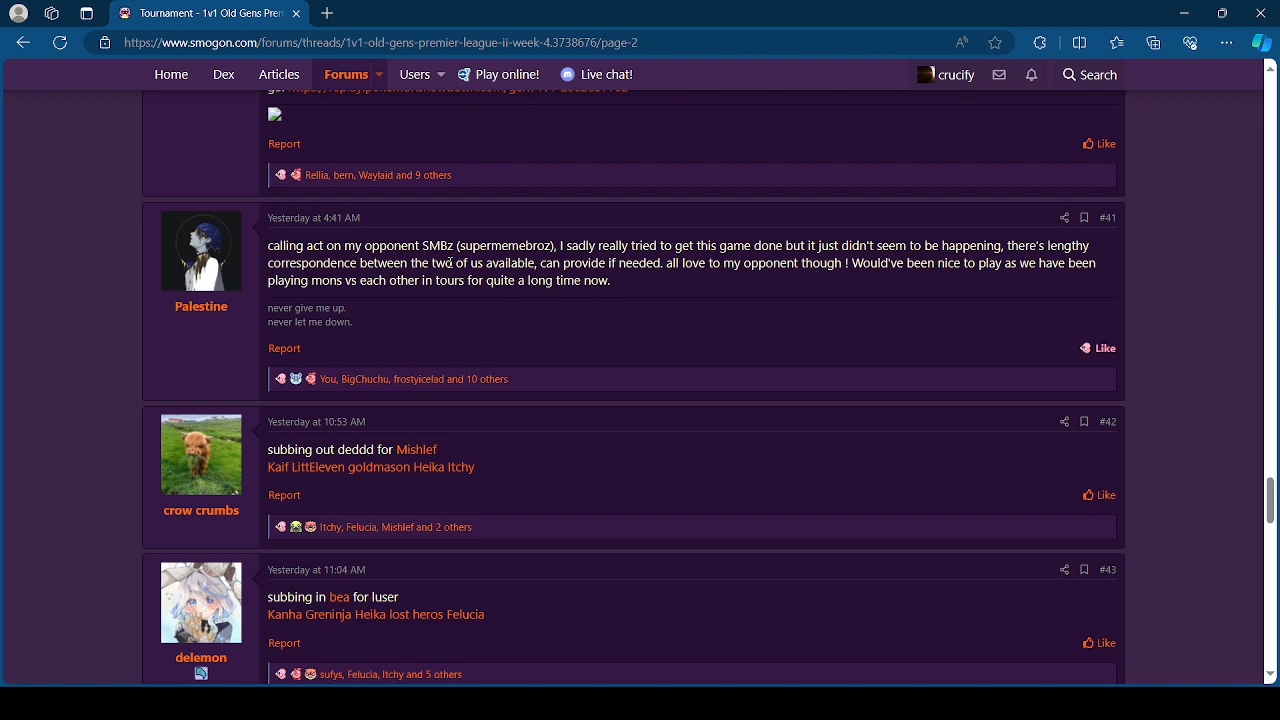 Tournament - 1v1 Old Gens Prer
https://www.smogon.com/forums/threads/1v1-old-gens-premier-league-ii-week-4.3738676/page-2
Home Dex Articles Forums Users Play online! Live chat! crucify Search
Report Like
Rellia, bern, Waylaid and 9 others
Yesterday at 4:41 AM #41
calling act on my opponent SMBz (supermemebroz), I sadly really tried to get this game done but it just didn't seem to be happening, there's lengthy
correspondence between the two of us available, can provide if needed. all love to my opponent though ! Would've been nice to play as we have been
playing mons vs each other in tours for quite a long time now.
Palestine
never give me up.
never let me down.
Report Like
You, BigChuchu, frostyicelad and 10 others
Yesterday at 10:53 AM #42
subbing out deddd for Mishlef
Kaif LittEleven goldmason Heika Itchy
Report Like
crow crumbs
Itchy, Felucia, Mishlef and 2 others
Yesterday at 11:04 AM #43
subbing in bea for luser
Kanha Greninja Heika lost heros Felucia
Report Like
delemon
sufys, Felucia, Itchy and 5 others